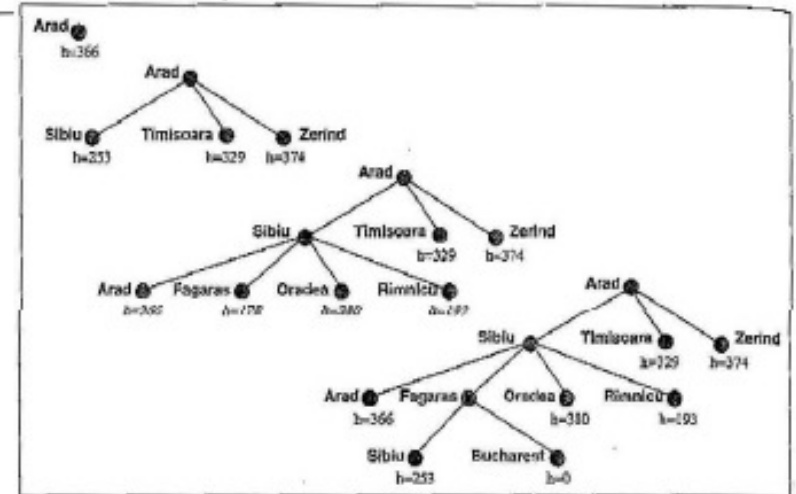 Arad
h=366
Arad
Sibiu Timisoara Zerind
h=253 h=329 h=374
Arad
Sibiu Timisoara Zerind
h=329 h=374
Arad Fagaras Oradea Rimnicu
h=366 h=178 h=380 h=193
Arad
Sibiu Timisoara Zerind
h=329 h=374
Arad Fagaras Oradea Rimnicu
h=366 h=380 h=193
Sibiu Bucharest
h=253 h=0